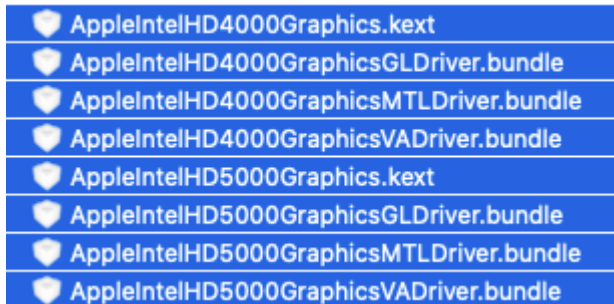 AppleIntelHD4000Graphics.kext
AppleIntelHD4000GraphicsGLDriver.bundle
AppleIntelHD4000GraphicsMTLDriver.bundle
AppleIntelHD4000GraphicsVADriver.bundle
AppleIntelHD5000Graphics.kext
AppleIntelHD5000GraphicsGLDriver.bundle
AppleIntelHD5000GraphicsMTLDriver.bundle
AppleIntelHD5000GraphicsVADriver.bundle